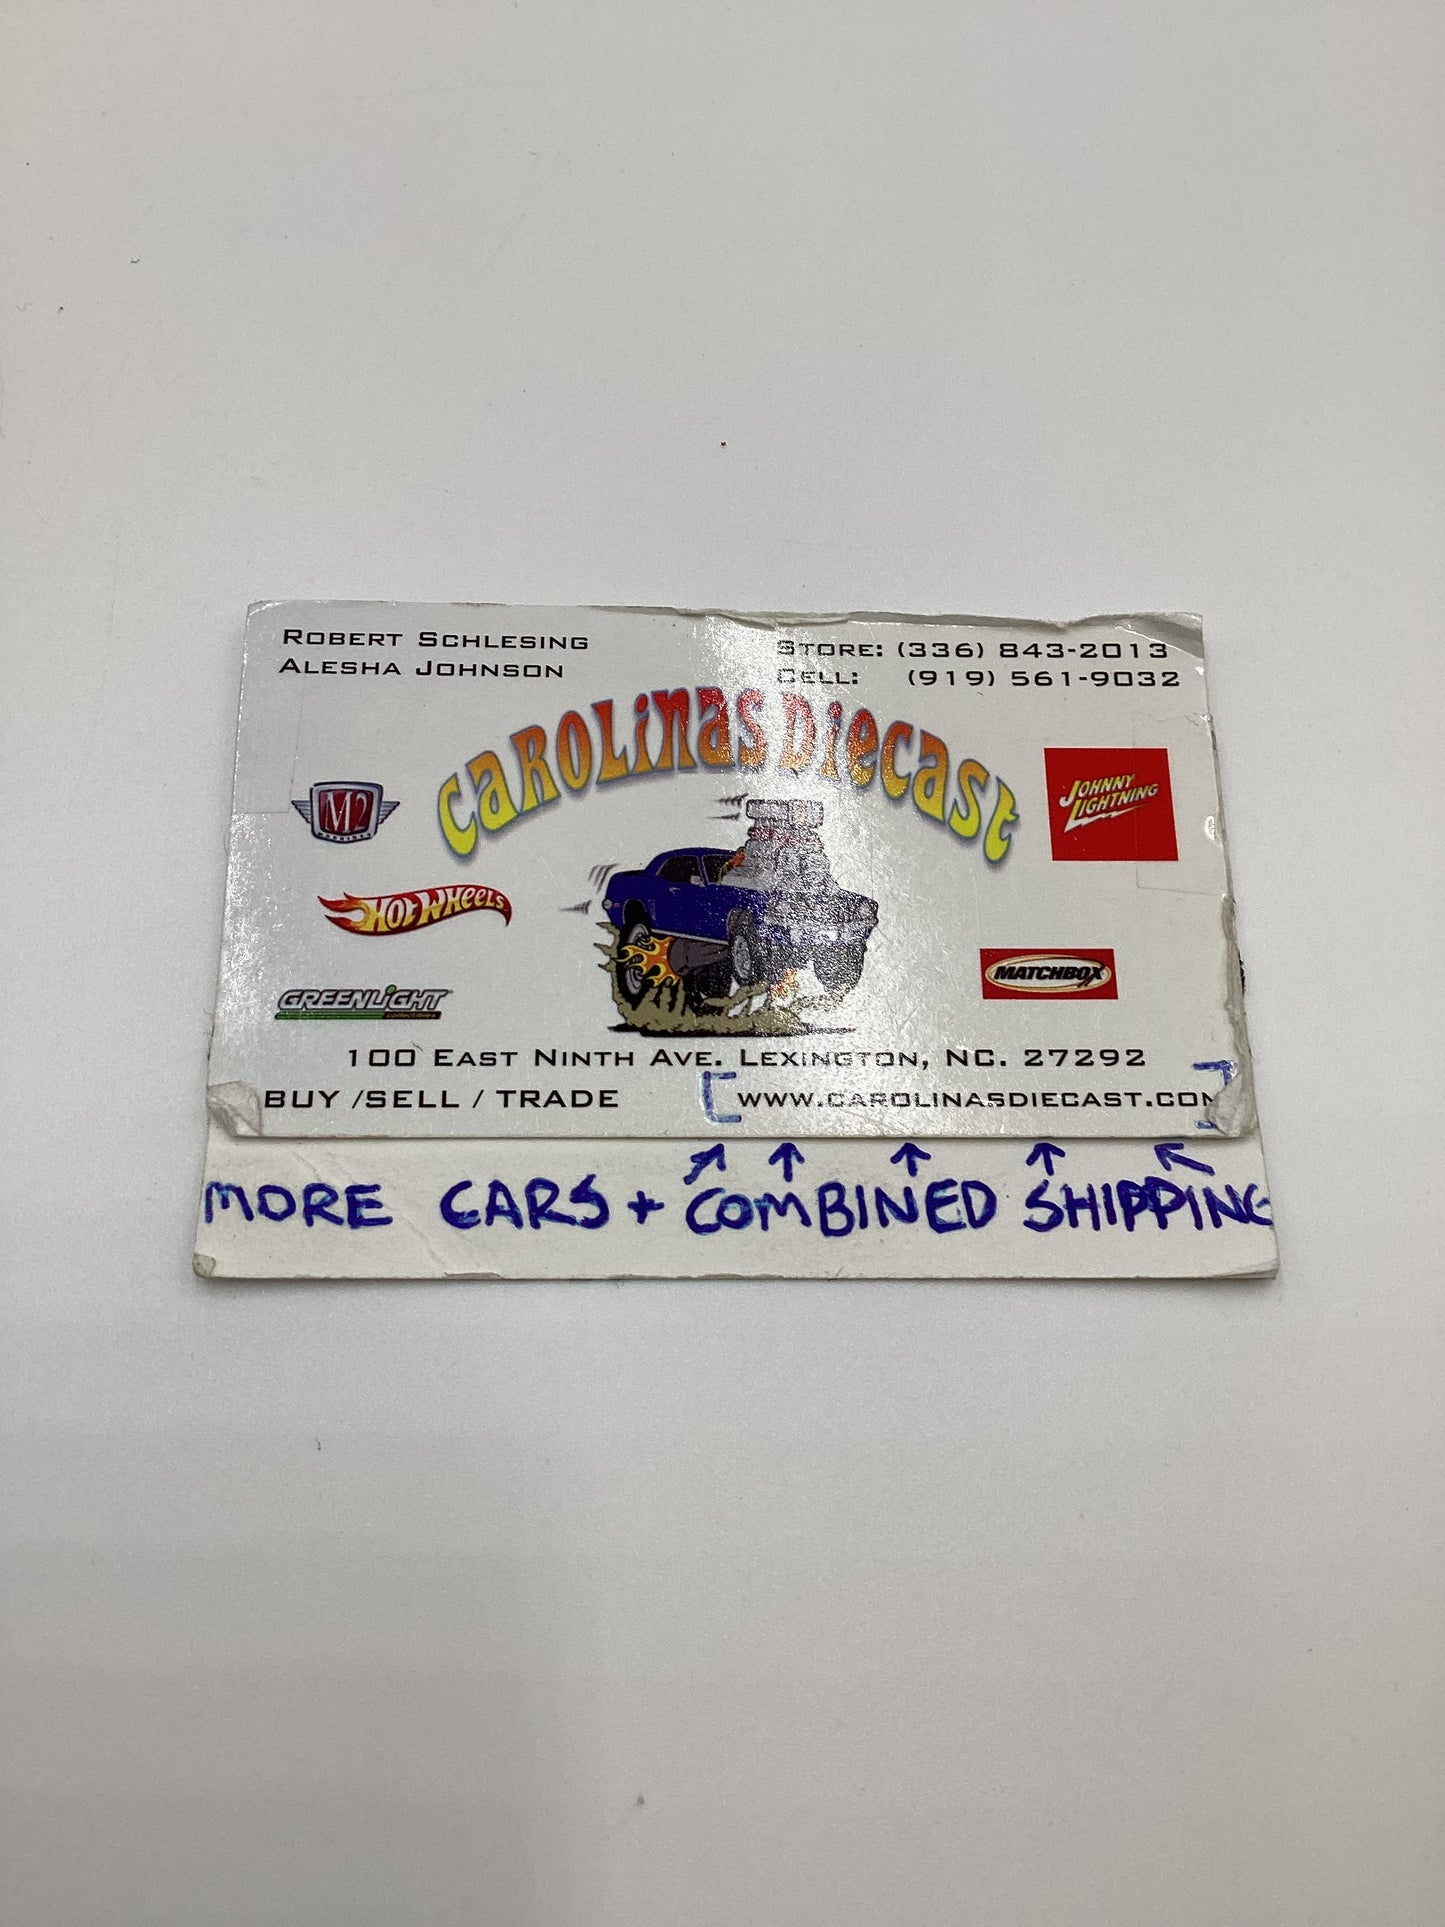 ROBERT SCHLESING
ALESHA JOHNSON
STORE: (336) 843-2013
CELL: (919) 561-9032
CAROLINAS DIECAST
M2
MACHINES
JOHNNY
LIGHTNING
HOT WHEELS
MATCHBOX
GREENLIGHT
collectibles
100 EAST NINTH AVE. LEXINGTON, NC. 27292
BUY /SELL / TRADE
WWW.CAROLINASDIECAST.COM
MORE CARS + COMBINED SHIPPING